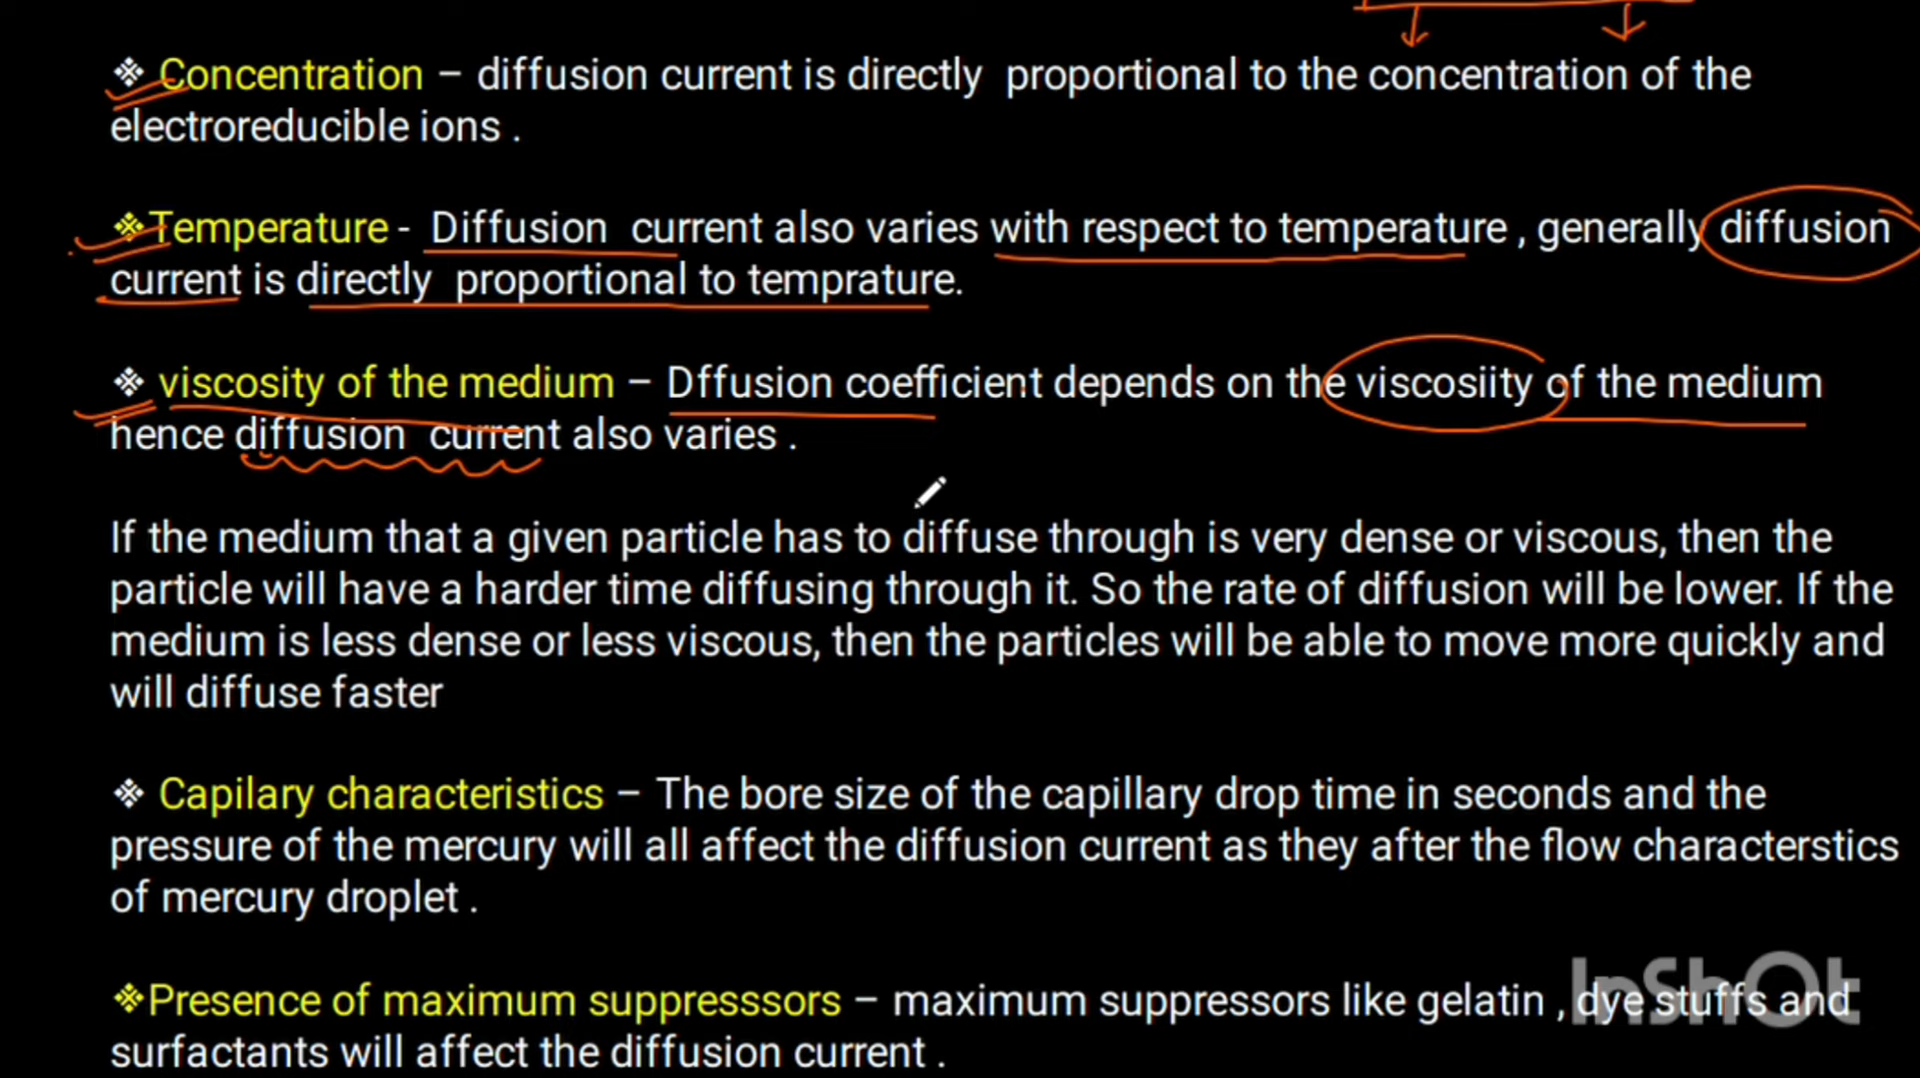 ❖ Concentration – diffusion current is directly proportional to the concentration of the
electroreducible ions .
❖Temperature - Diffusion current also varies with respect to temperature , generally diffusion
current is directly proportional to temprature.
❖ viscosity of the medium – Dffusion coefficient depends on the viscosiity of the medium
hence diffusion current also varies .
If the medium that a given particle has to diffuse through is very dense or viscous, then the
particle will have a harder time diffusing through it. So the rate of diffusion will be lower. If the
medium is less dense or less viscous, then the particles will be able to move more quickly and
will diffuse faster
❖ Capilary characteristics – The bore size of the capillary drop time in seconds and the
pressure of the mercury will all affect the diffusion current as they after the flow characterstics
of mercury droplet .
❖Presence of maximum suppresssors – maximum suppressors like gelatin , dye stuffs and
surfactants will affect the diffusion current .
InShOt